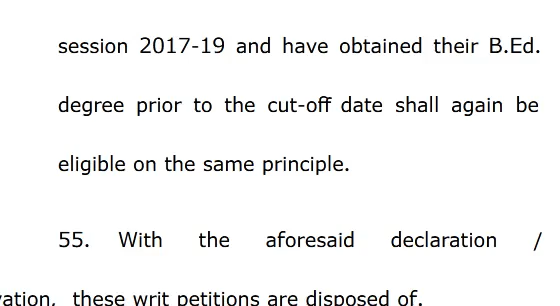 session 2017-19 and have obtained their B.Ed.
degree prior to the cut-off date shall again be
eligible on the same principle.
55. With the aforesaid declaration /
these writ petitions are disposed of.